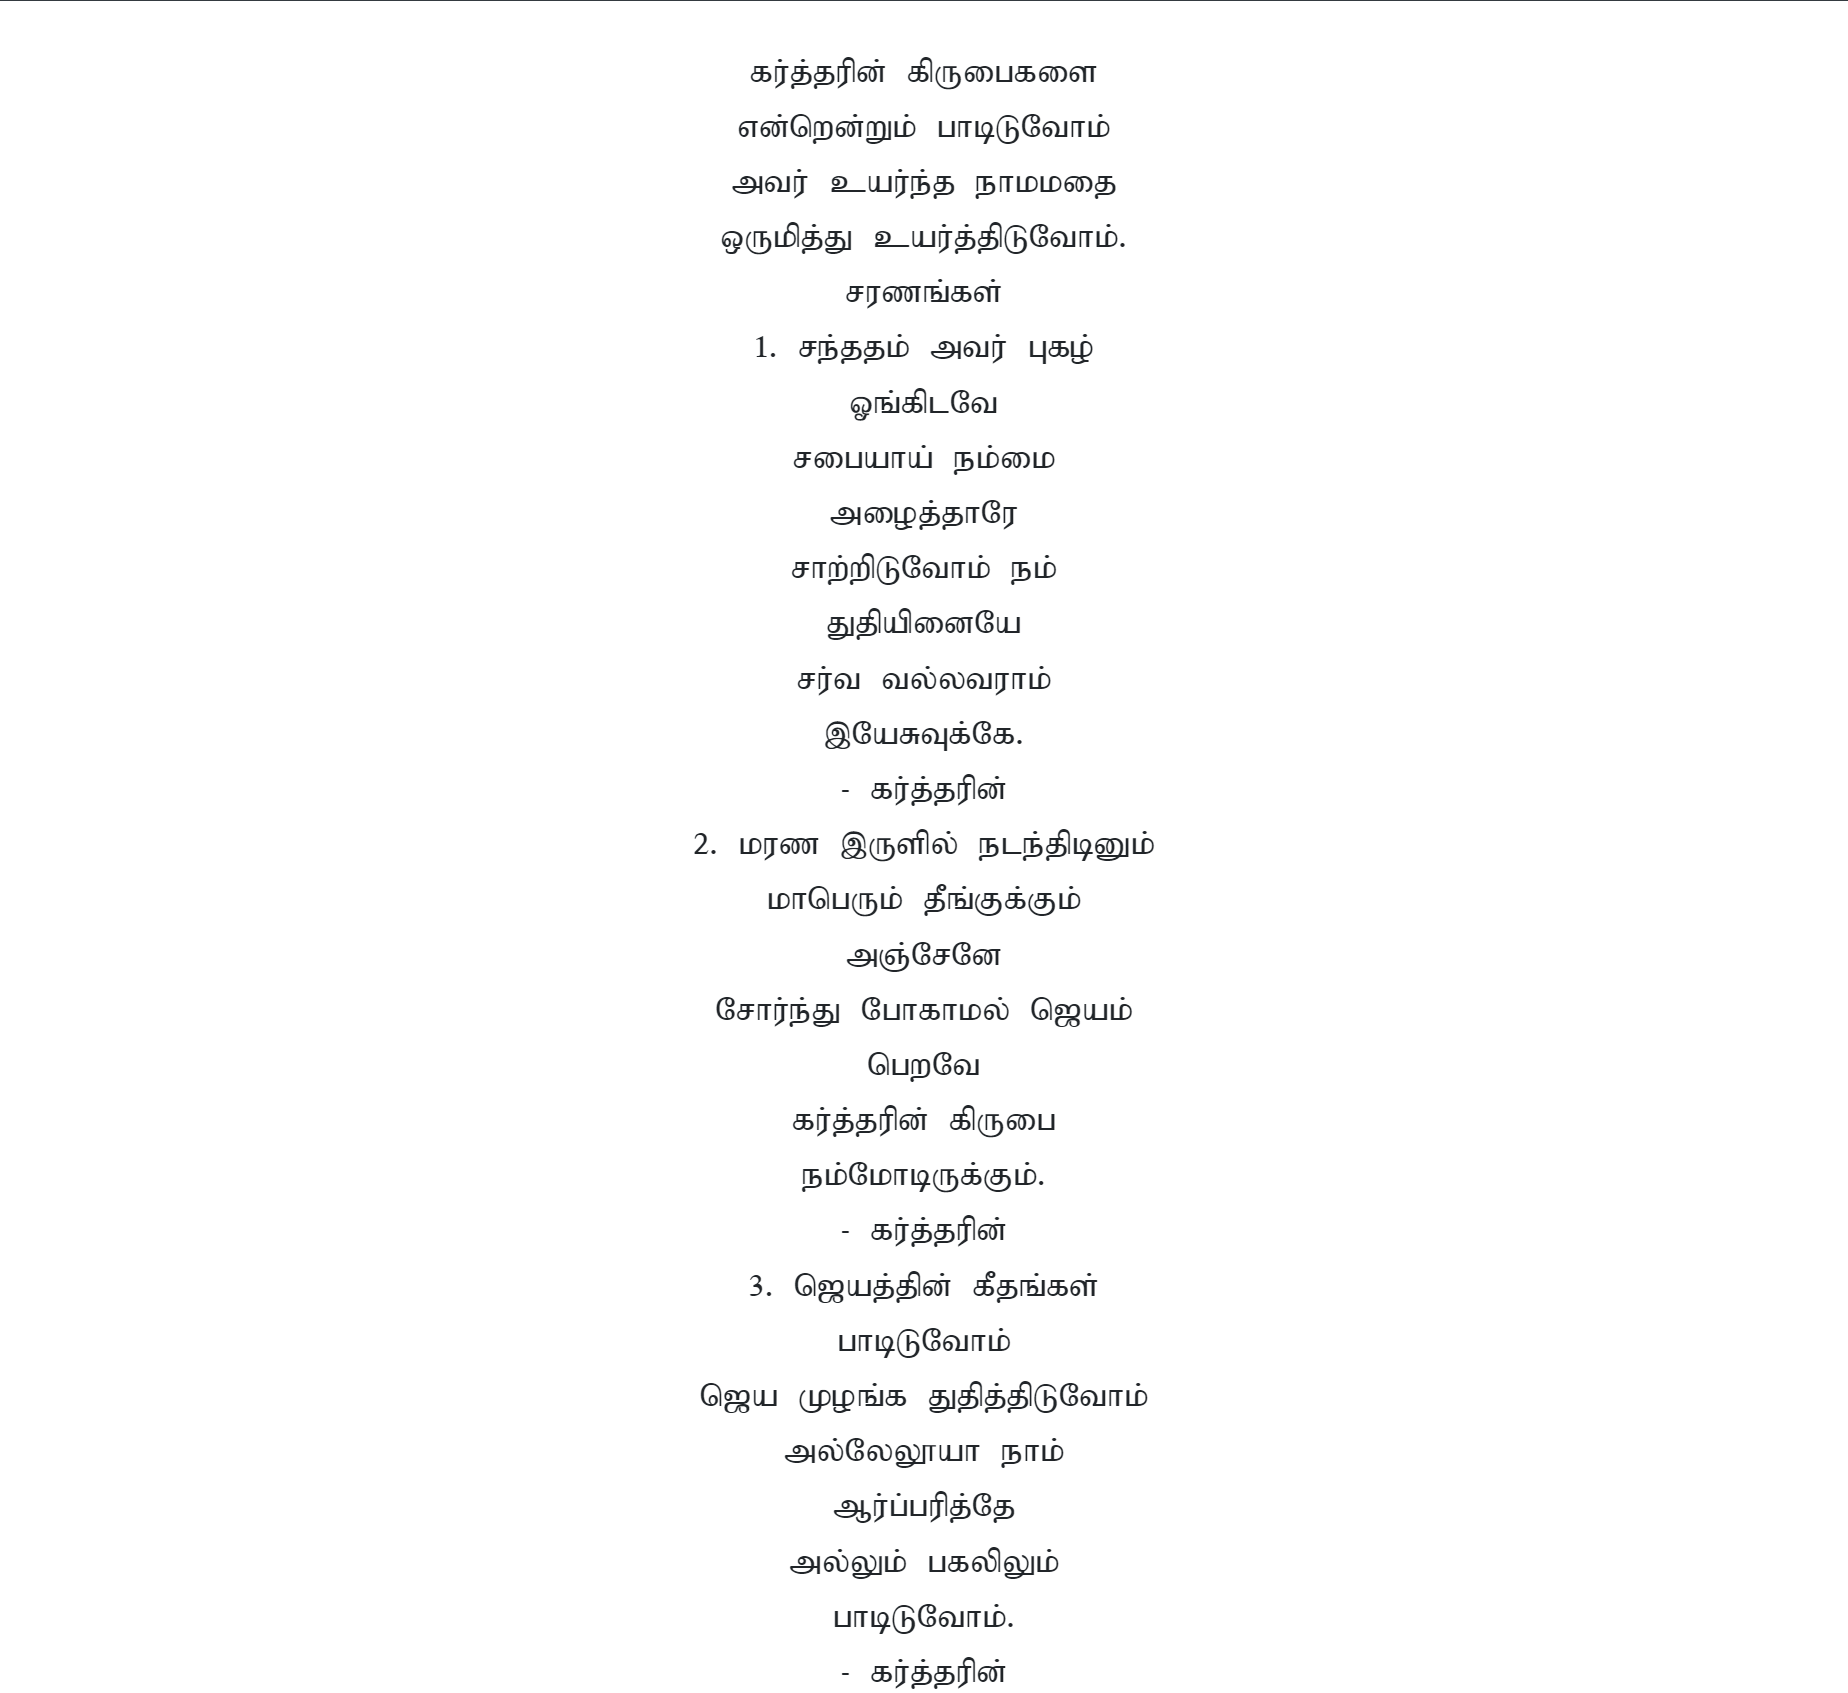 கர்த்தரின் கிருபைகளை
என்றென்றும் பாடிடுவோம்
அவர் உயர்ந்த நாமமதை
ஒருமித்து உயர்த்திடுவோம்.
சரணங்கள்
1. சந்ததம் அவர் புகழ்
ஓங்கிடவே
சபையாய் நம்மை
அழைத்தாரே
சாற்றிடுவோம் நம்
துதியினையே
சர்வ வல்லவராம்
இயேசுவுக்கே.
- கர்த்தரின்
2. மரண இருளில் நடந்திடினும்
மாபெரும் தீங்குக்கும்
அஞ்சேனே
சோர்ந்து போகாமல் ஜெயம்
பெறவே
கர்த்தரின் கிருபை
நம்மோடிருக்கும்.
- கர்த்தரின்
3. ஜெயத்தின் கீதங்கள்
பாடிடுவோம்
ஜெய முழங்க துதித்திடுவோம்
அல்லேலூயா நாம்
ஆர்ப்பரித்தே
அல்லும் பகலிலும்
பாடிடுவோம்.
- கர்த்தரின்